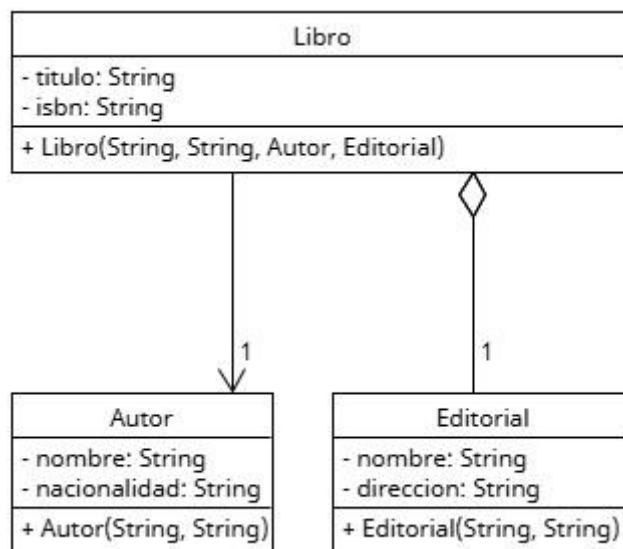 Libro
- titulo: String
- isbn: String
+ Libro(String, String, Autor, Editorial)
1
1
Autor
- nombre: String
- nacionalidad: String
+ Autor(String, String)
Editorial
- nombre: String
- direccion: String
+ Editorial(String, String)